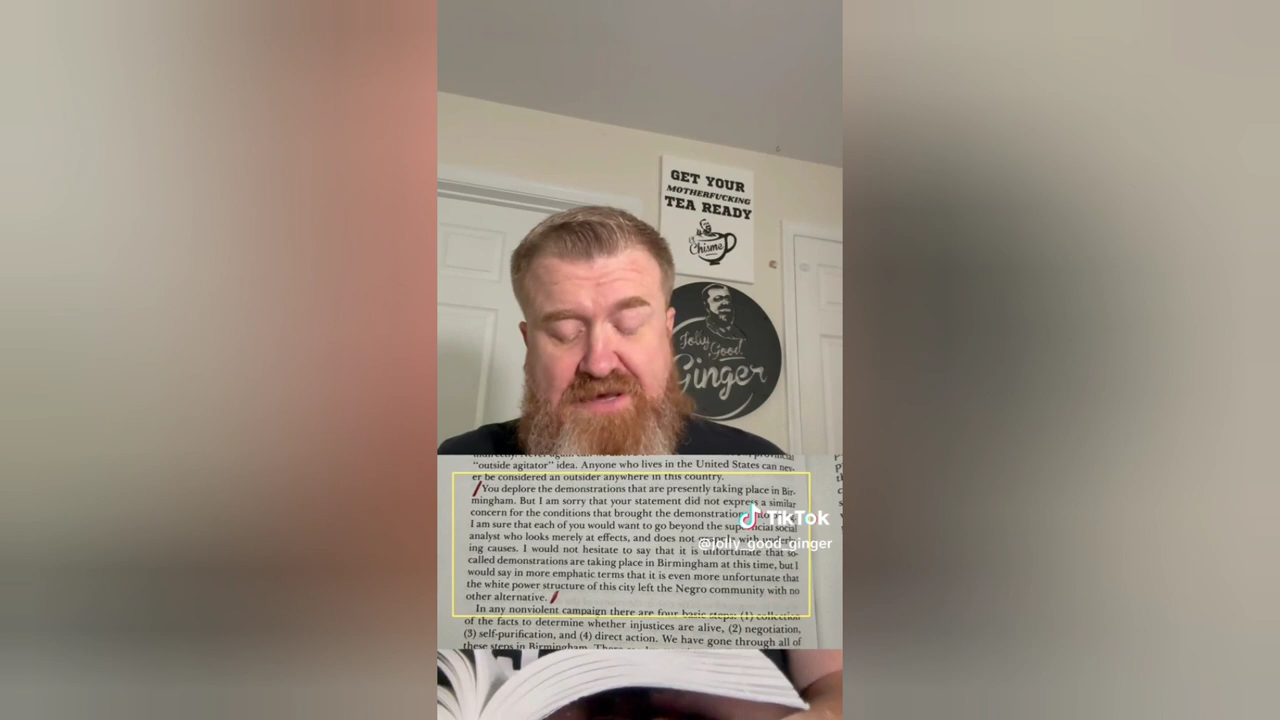 GET YOUR
MOTHERFUCKING
TEA READY
Chisme
Jolly
Good
Ginger
"outside agitator" idea. Anyone who lives in the United States can nev-
er be considered an outsider anywhere in this country.
You deplore the demonstrations that are presently taking place in Bir-
mingham. But I am sorry that your statement did not express a similar
concern for the conditions that brought the demonstrations
I am sure that each of you would want to go beyond the superficial social
analyst who looks merely at effects, and does not with underly-
ing causes. I would not hesitate to say that it is unfortunate that so-
called demonstrations are taking place in Birmingham at this time, but I
would say in more emphatic terms that it is even more unfortunate that
the white power structure of this city left the Negro community with no
other alternative.
In any nonviolent campaign there are four basic steps: (1) collection
of the facts to determine whether injustices are alive, (2) negotiation,
(3) self-purification, and (4) direct action. We have gone through all of
these steps in Birmingham.
TikTok
@jolly_good_ginger